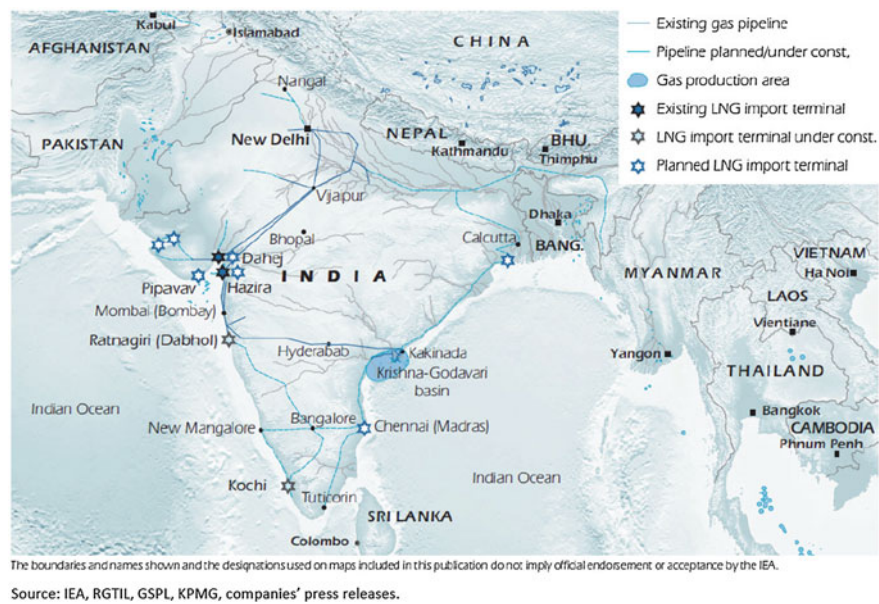 Kabul
Islamabad
AFGHANISTAN
CHINA
Nangal
PAKISTAN
New Delhi
NEPAL
Kathmandu
BHU.
Thimphu
Vijapur
Dhaka
BANG.
Bhopal
Calcutta
Dahej
INDIA
Pipavav
Hazira
MYANMAR
VIETNAM
Ha Noi
LAOS
Mombai (Bombay)
Ratnagiri (Dabhol)
Hyderabab
Kakinada
Krishna-Godavari
basin
Vientiane
Yangon
THAILAND
Indian Ocean
New Mangalore
Bangalore
Chennai (Madras)
Bangkok
CAMBODIA
Phnum Penh
Kochi
Tuticorin
Indian Ocean
SRI LANKA
Colombo
Existing gas pipeline
Pipeline planned/under const.
Gas production area
Existing LNG import terminal
LNG import terminal under const.
Planned LNG import terminal
The boundaries and names shown and the designations used on maps included in this publication do not imply official endorsement or acceptance by the IEA.
Source: IEA, RGTIL, GSPL, KPMG, companies' press releases.